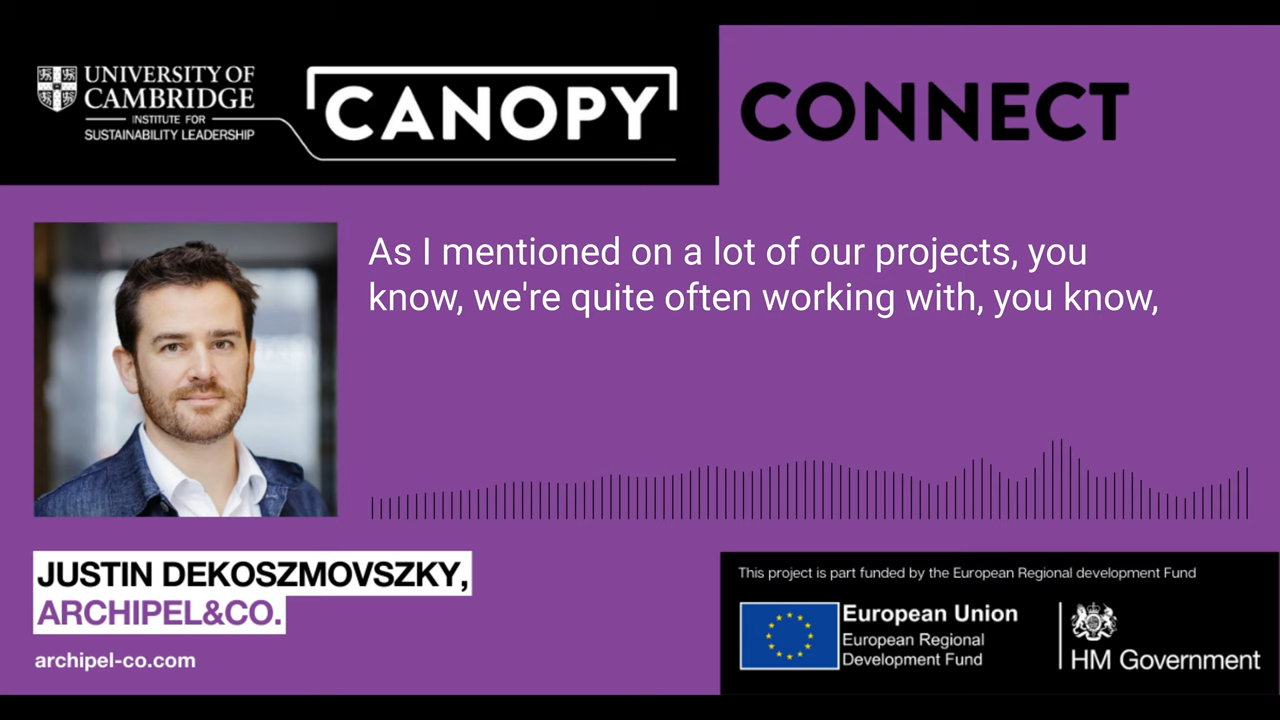 UNIVERSITY OF
CAMBRIDGE
INSTITUTE FOR
SUSTAINABILITY LEADERSHIP
CANOPY
CONNECT
As I mentioned on a lot of our projects, you
know, we're quite often working with, you know,
JUSTIN DEKOSZMOVSZKY,
ARCHIPEL&CO.
archipel-co.com
This project is part funded by the European Regional development Fund
European Union
European Regional
Development Fund
HM Government